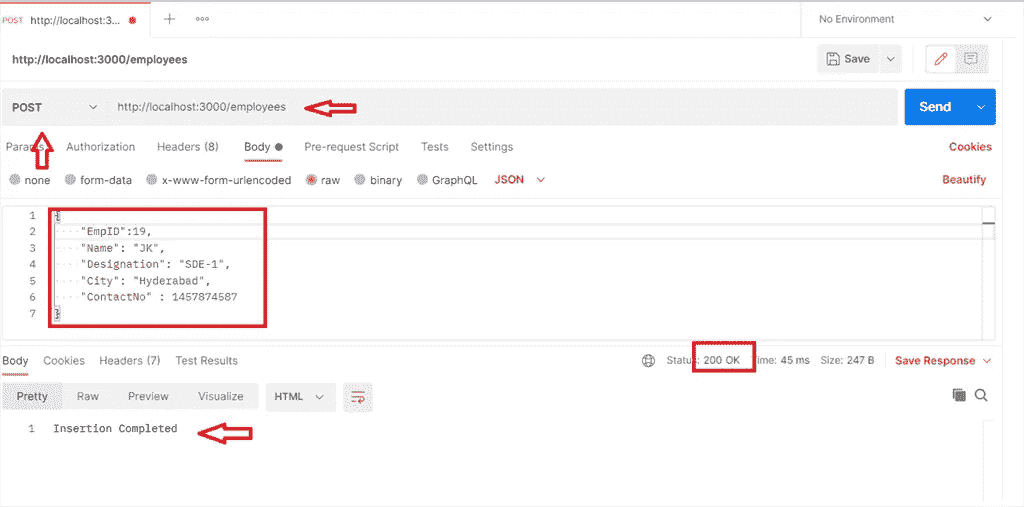 POST http://localhost:3... + ooo No Environment
http://localhost:3000/employees Save
POST http://localhost:3000/employees Send
Params Authorization Headers (8) Body Pre-request Script Tests Settings Cookies
none form-data x-www-form-urlencoded raw binary GraphQL JSON Beautify
1 {
2 "EmpID":19,
3 "Name": "JK",
4 "Designation": "SDE-1",
5 "City": "Hyderabad",
6 "ContactNo" : 1457874587
7 }
Body Cookies Headers (7) Test Results Status: 200 OK Time: 45 ms Size: 247 B Save Response
Pretty Raw Preview Visualize HTML
1 Insertion Completed